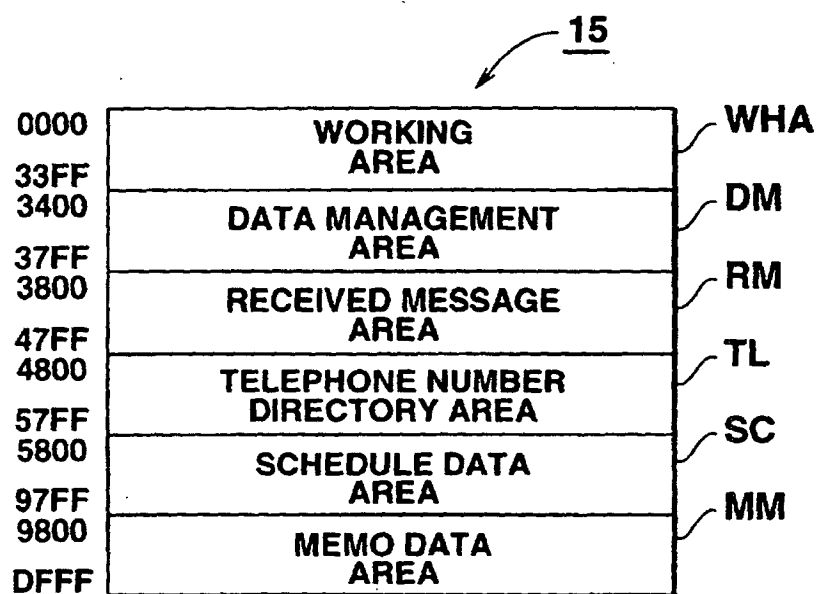 15
0000 WORKING WHA
AREA
33FF
3400 DATA MANAGEMENT DM
AREA
37FF
3800 RECEIVED MESSAGE RM
AREA
47FF
4800 TELEPHONE NUMBER TL
DIRECTORY AREA
57FF
5800 SCHEDULE DATA SC
AREA
97FF
9800 MEMO DATA MM
AREA
DFFF